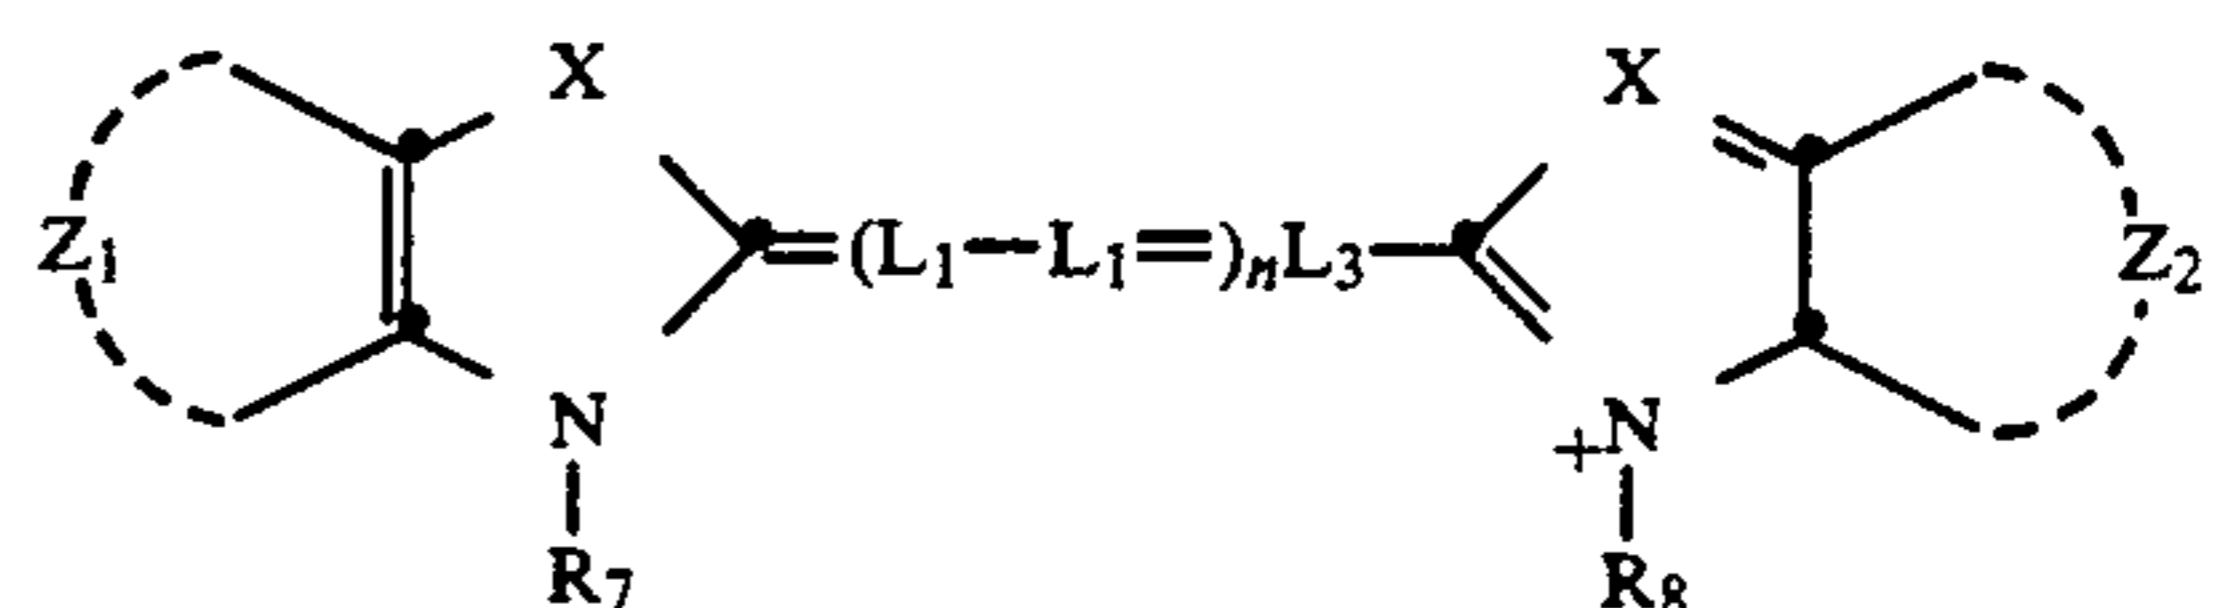 X X
Z₁ =(L₁—L₁=)ₙL₃— Z₂
N +N
R₇ R₈